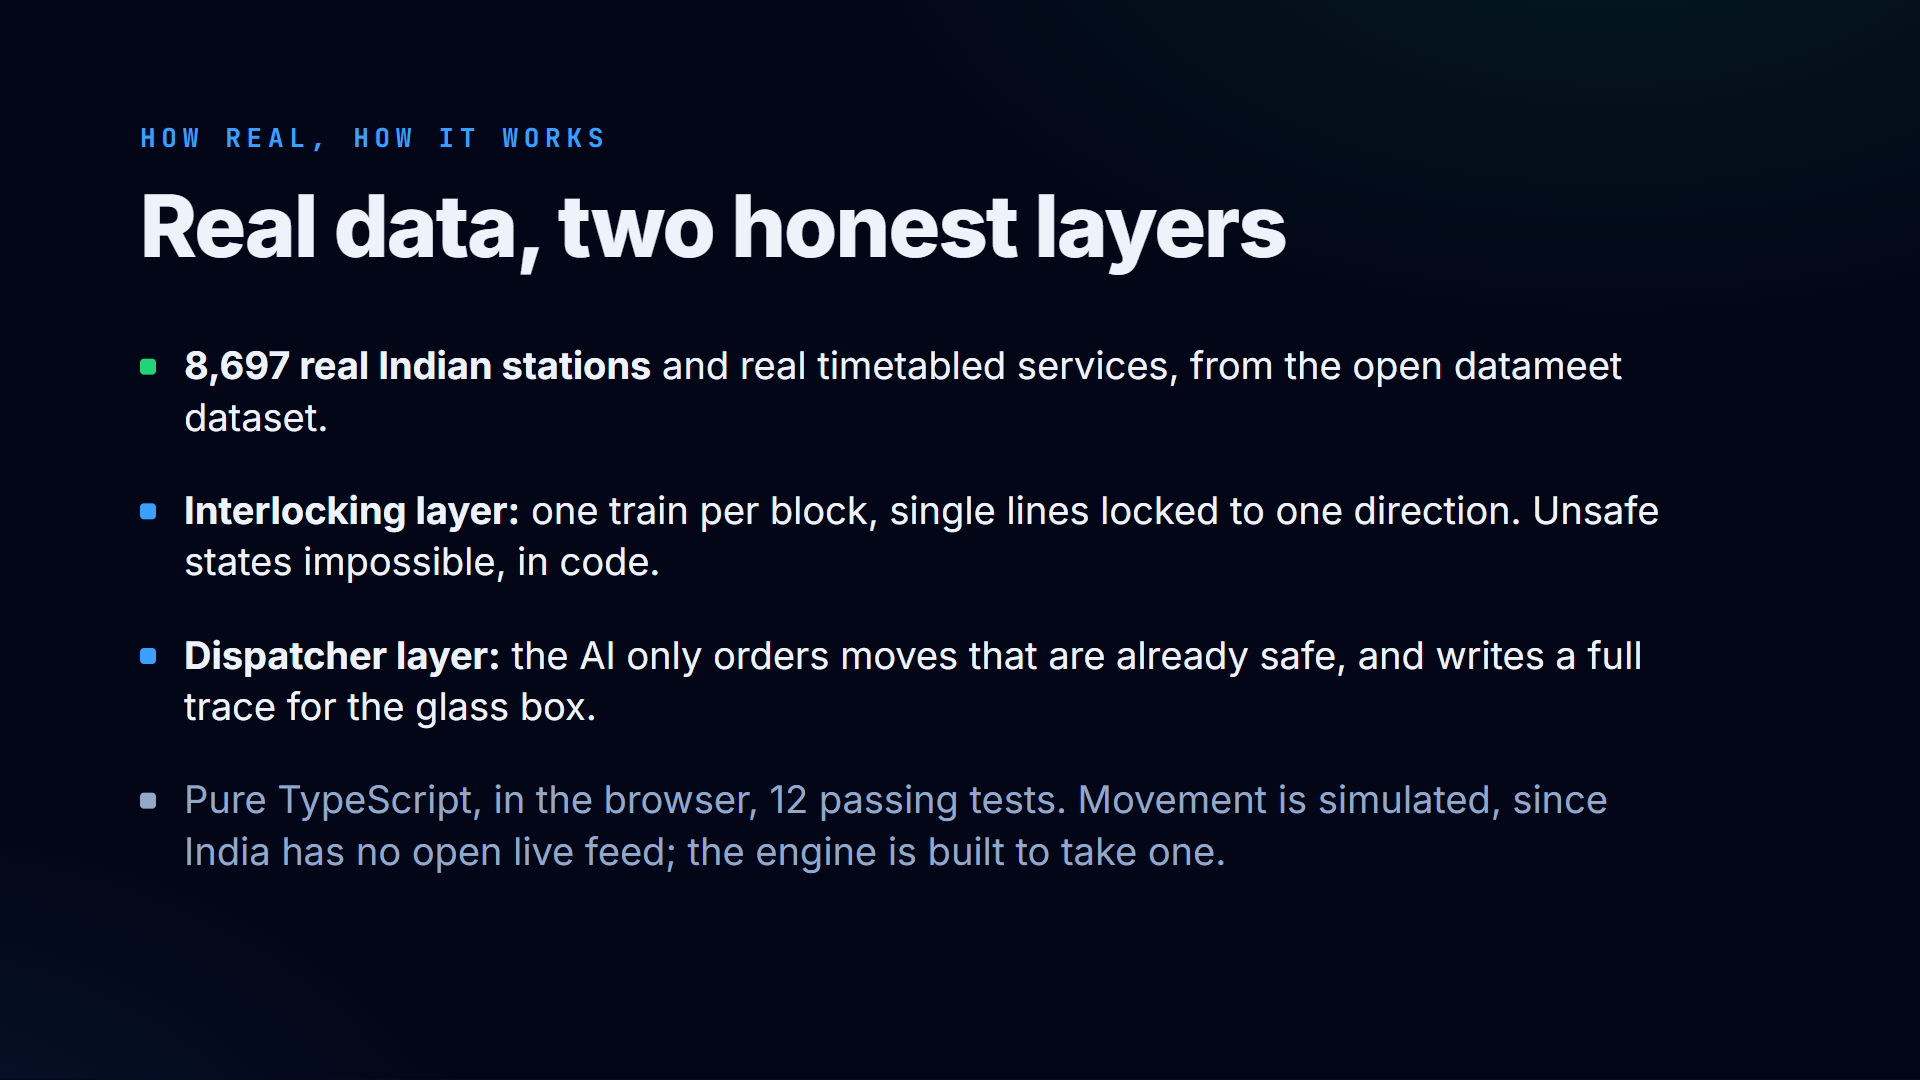 HOW REAL, HOW IT WORKS
Real data, two honest layers
8,697 real Indian stations and real timetabled services, from the open datameet
dataset.
Interlocking layer: one train per block, single lines locked to one direction. Unsafe
states impossible, in code.
Dispatcher layer: the AI only orders moves that are already safe, and writes a full
trace for the glass box.
Pure TypeScript, in the browser, 12 passing tests. Movement is simulated, since
India has no open live feed; the engine is built to take one.